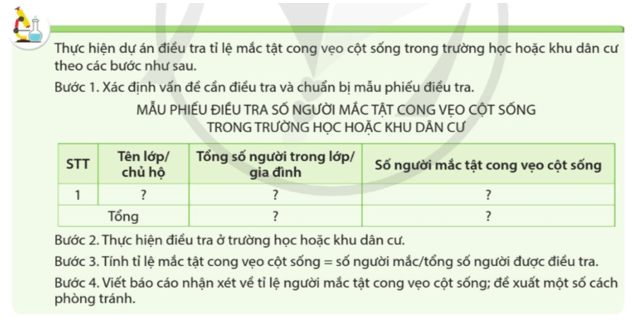 Thực hiện dự án điều tra tỉ lệ mắc tật cong vẹo cột sống trong trường học hoặc khu dân cư
theo các bước như sau.
Bước 1. Xác định vấn đề cần điều tra và chuẩn bị mẫu phiếu điều tra.
MẪU PHIẾU ĐIỀU TRA SỐ NGƯỜI MẮC TẬT CONG VẸO CỘT SỐNG
TRONG TRƯỜNG HỌC HOẶC KHU DÂN CƯ
STT Tên lớp/ chủ hộ Tổng số người trong lớp/ gia đình Số người mắc tật cong vẹo cột sống
1 ? ? ?
Tổng ? ?
Bước 2. Thực hiện điều tra ở trường học hoặc khu dân cư.
Bước 3. Tính tỉ lệ mắc tật cong vẹo cột sống = số người mắc/tổng số người được điều tra.
Bước 4. Viết báo cáo nhận xét về tỉ lệ người mắc tật cong vẹo cột sống; đề xuất một số cách
phòng tránh.